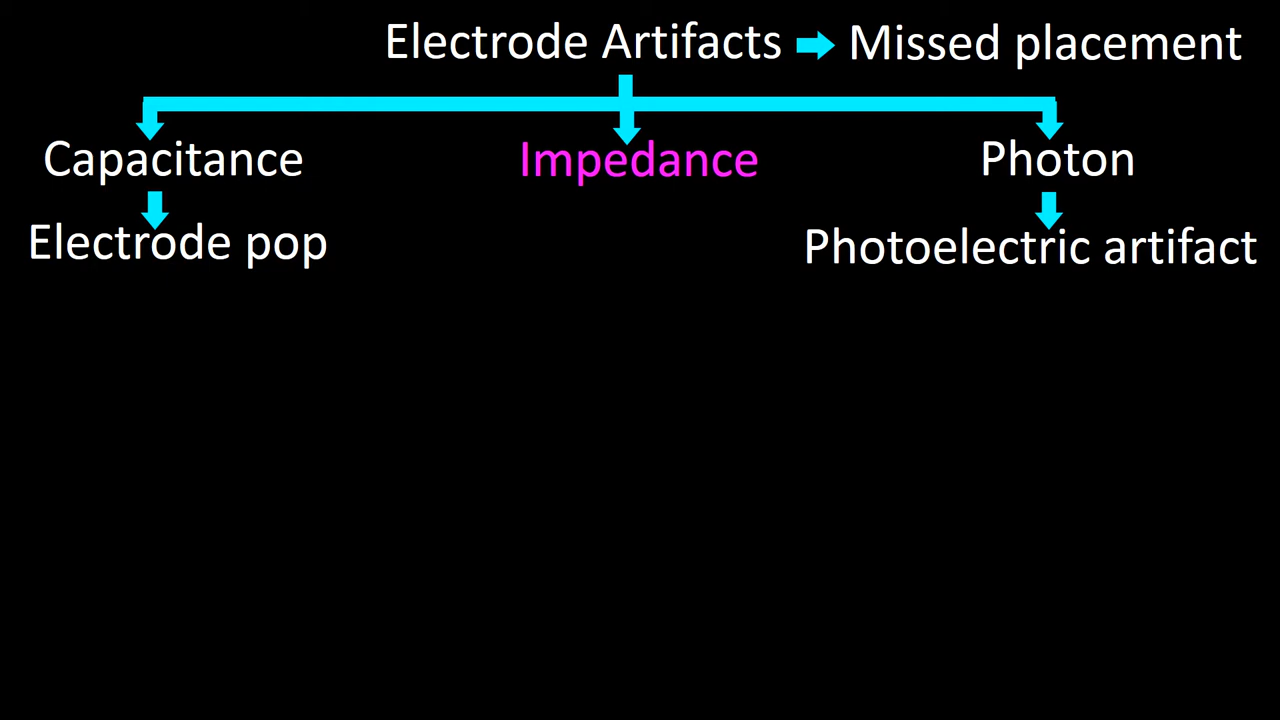 Electrode Artifacts Missed placement
Capacitance Impedance Photon
Electrode pop Photoelectric artifact